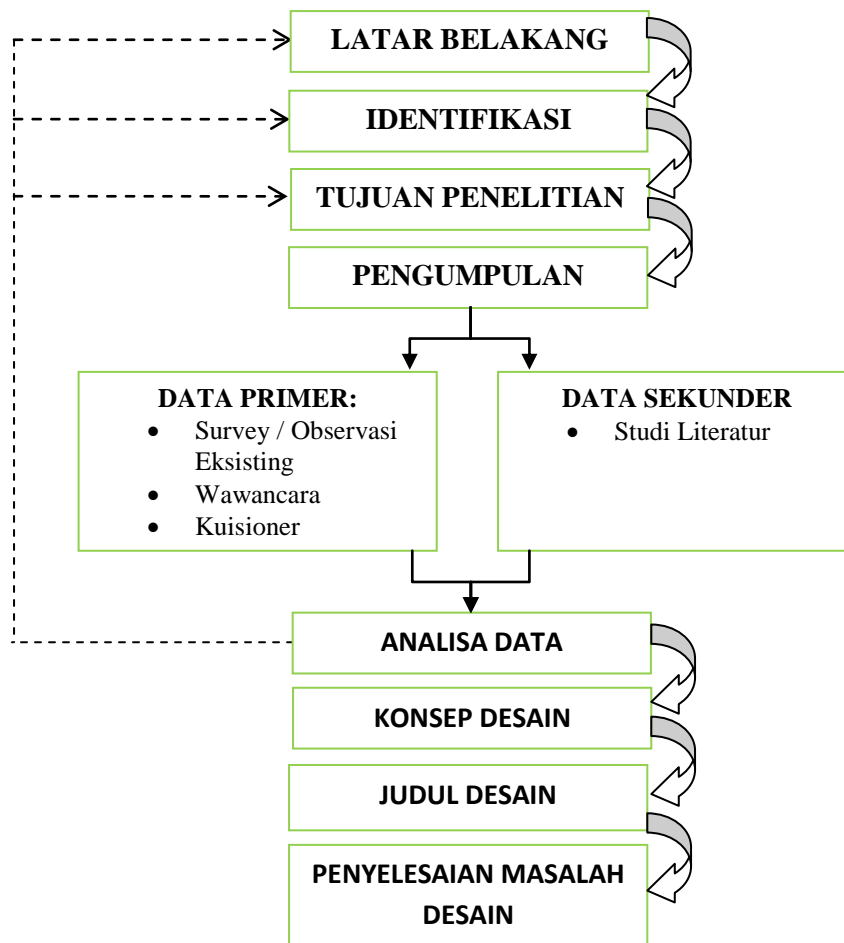 LATAR BELAKANG
IDENTIFIKASI
TUJUAN PENELITIAN
PENGUMPULAN
DATA PRIMER:
• Survey / Observasi
Eksisting
• Wawancara
• Kuisioner
DATA SEKUNDER
• Studi Literatur
ANALISA DATA
KONSEP DESAIN
JUDUL DESAIN
PENYELESAIAN MASALAH
DESAIN